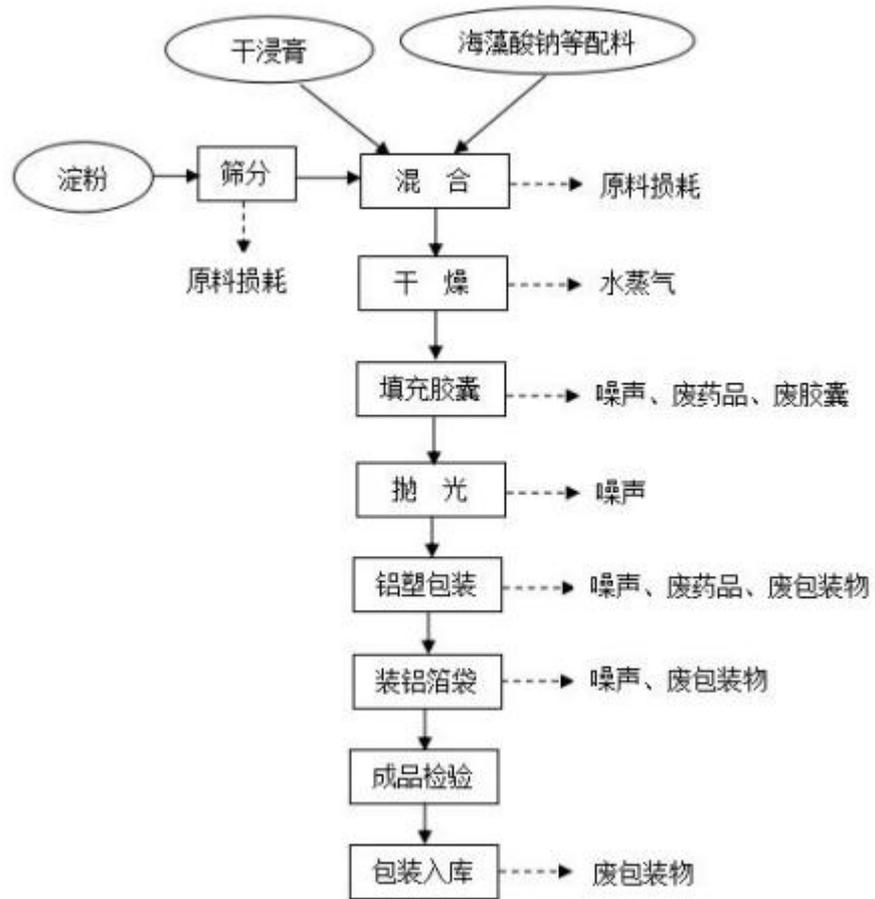 干浸膏
海藻酸钠等配料
淀粉
筛分
混 合
原料损耗
原料损耗
干 燥
水蒸气
填充胶囊
噪声、废药品、废胶囊
抛 光
噪声
铝塑包装
噪声、废药品、废包装物
装铝箔袋
噪声、废包装物
成品检验
包装入库
废包装物